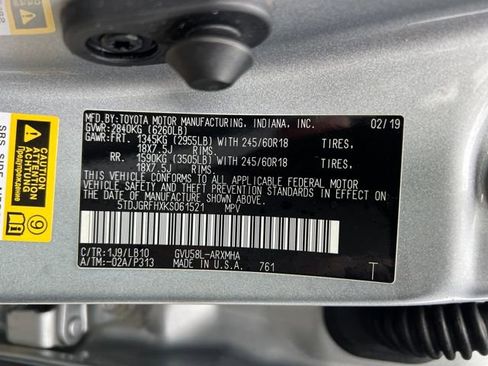 MFD.BY:TOYOTA MOTOR MANUFACTURING, INDIANA, INC. 02/19
GVWR: 2840KG (6260LB)
GAWR:FRT. 1345KG (2955LB) WITH 245/60R18 TIRES,
18X7.5J RIMS,
RR. 1590KG (3505LB) WITH 245/60R18 TIRES,
18X7.5J RIMS.
THIS VEHICLE CONFORMS TO ALL APPLICABLE FEDERAL MOTOR
VEHICLE SAFETY AND THEFT PREVENTION STANDARDS IN EFFECT
ON THE DATE OF MANUFACTURE SHOWN ABOVE.
5TDJGRFHXKS061521 MPV
C/TR:1J9/LB10 GVU58L-ARXMHA
A/TM:-02A/P313 MADE IN U.S.A. 761 T
CAUTION
ACHTUNG
9